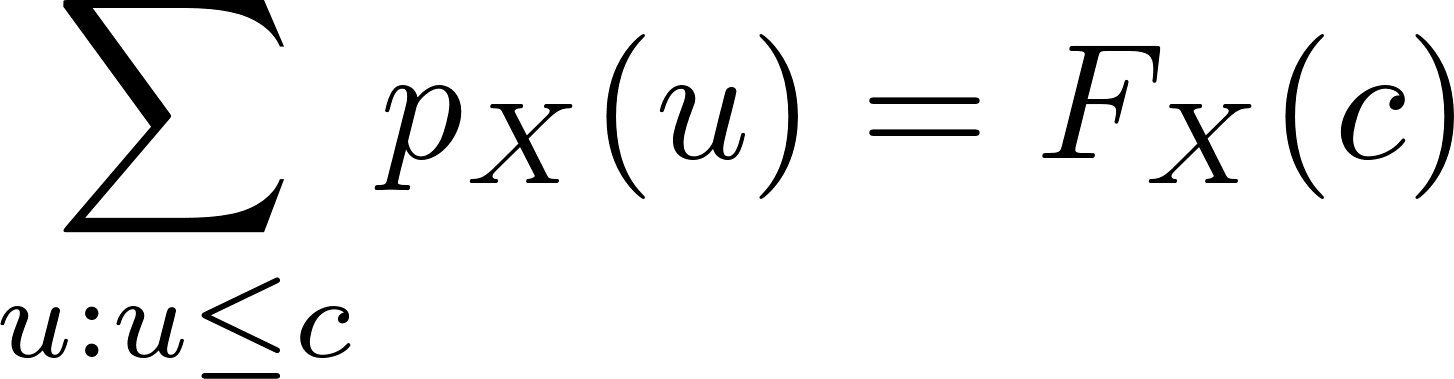 ∑ p_X(u) = F_X(c)
u:u≤c